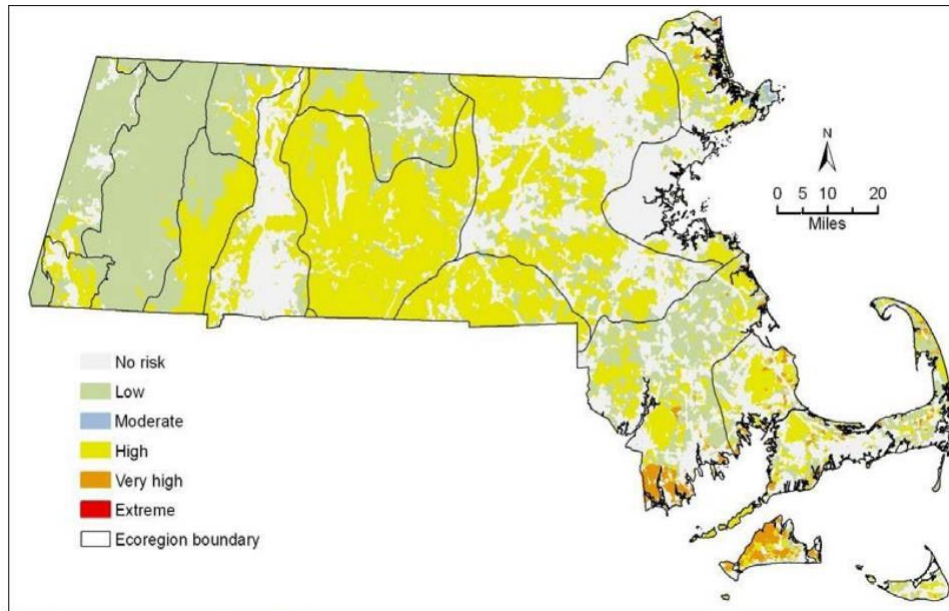 N
0 5 10 20
Miles
No risk
Low
Moderate
High
Very high
Extreme
Ecoregion boundary